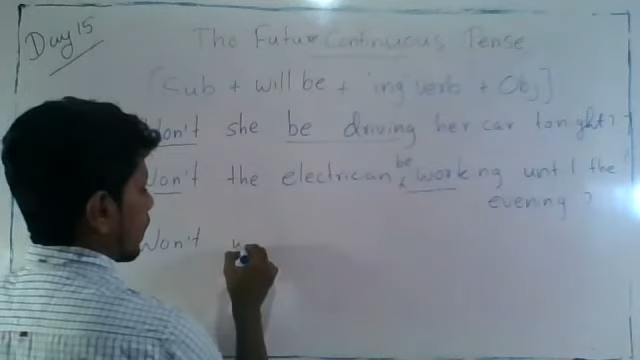 Day 15
The Future Continuous Tense
[Sub + will be + 'ing' verb + Obj]
Won't she be driving her car tonight?
Won't the electrican be working until the
evening?
Won't